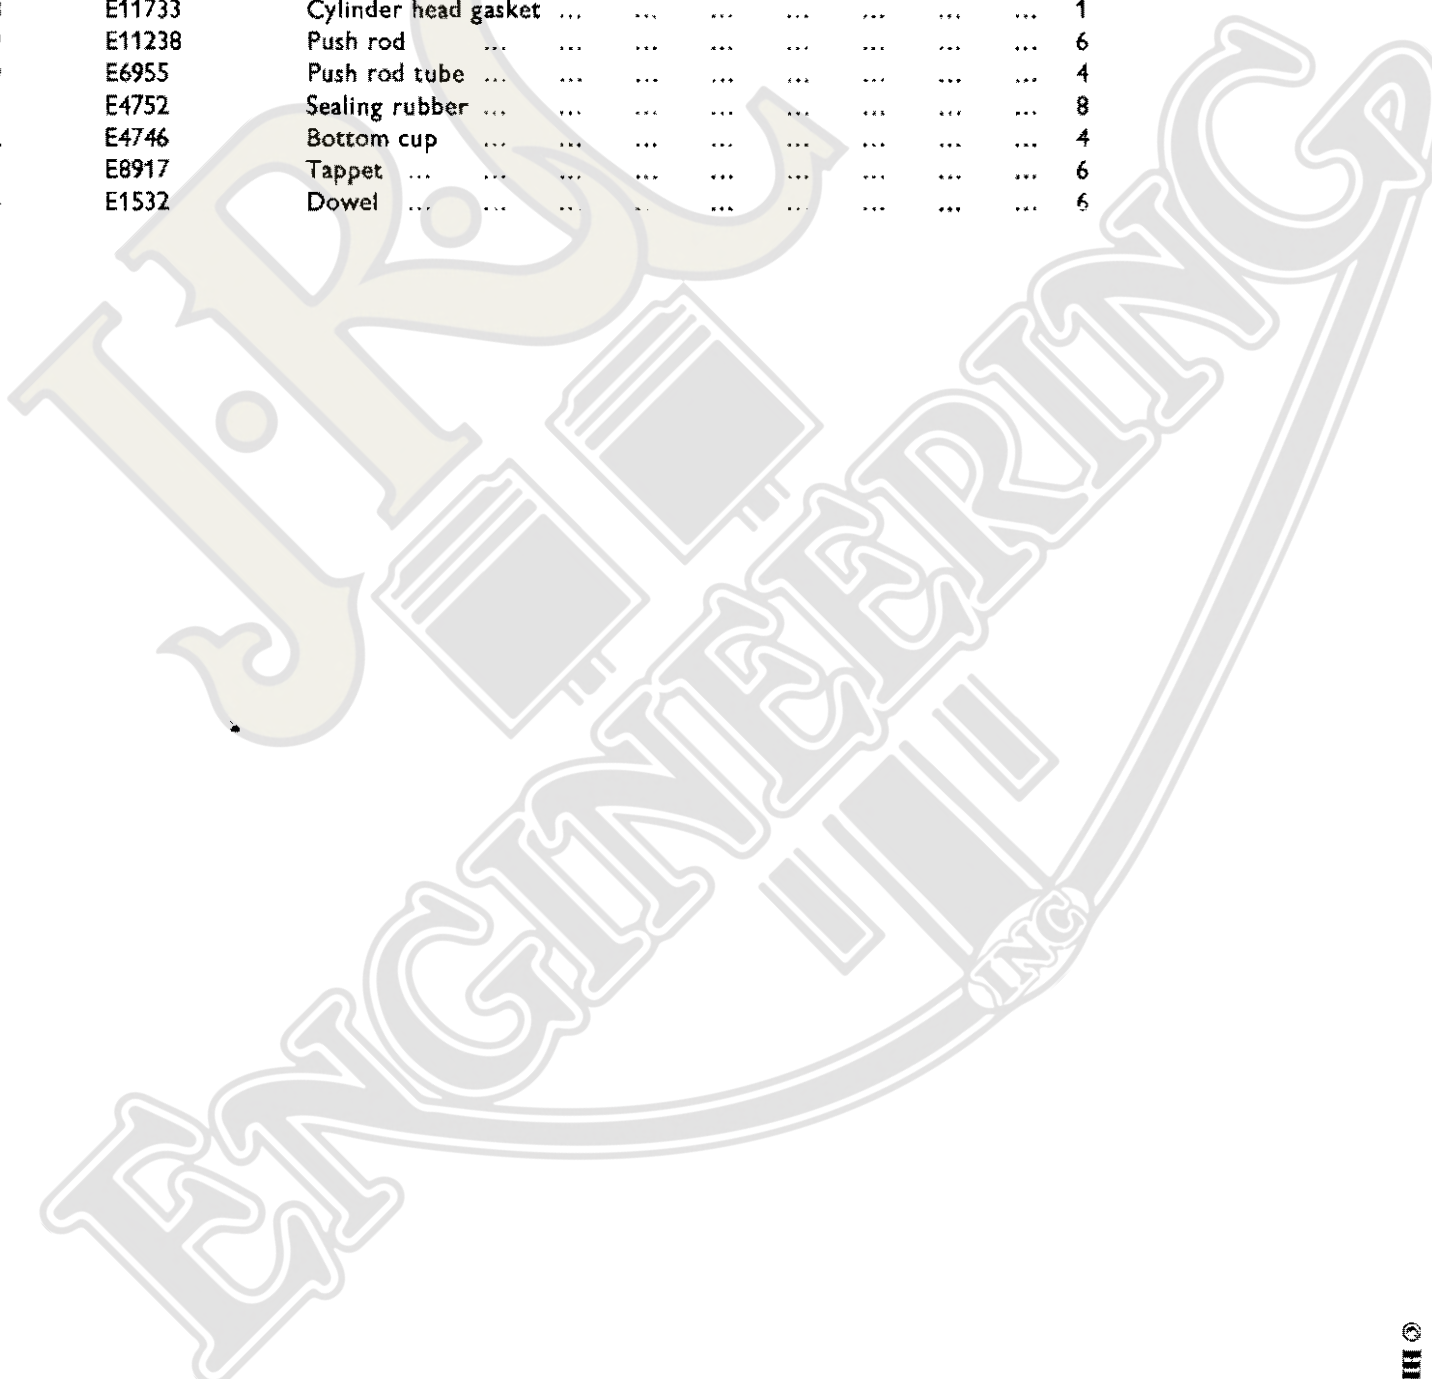 E11733 Cylinder head gasket ... ... ... ... ... ... ... 1
E11238 Push rod ... ... ... ... ... ... ... ... 6
E6955 Push rod tube ... ... ... ... ... ... ... ... 4
E4752 Sealing rubber ... ... ... ... ... ... ... ... 8
E4746 Bottom cup ... ... ... ... ... ... ... ... 4
E8917 Tappet ... ... ... ... ... ... ... ... ... 6
E1532 Dowel ... ... ... ... ... ... ... ... ... 6
J.R.C.
ENGINEERING
INC
©